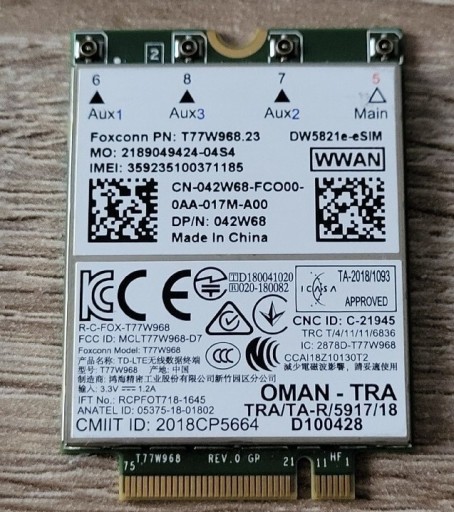 2
6 8 7 5
Aux1 Aux3 Aux2 Main
Foxconn PN: T77W968.23 DW5821e-eSIM
MO: 2189049424-04S4
IMEI: 359235100371185
WWAN
CN-042W68-FCO00-
0AA-017M-A00
DP/N: 042W68
Made In China
D180041020
020-180082
ICASA
TA-2018/1093
APPROVED
R-C-FOX-T77W968
FCC ID: MCLT77W968-D7
Foxconn Model: T77W968
产品名称: TD-LTE无线数据终端
型号: T77W968 产地: 中国
制造商: 鸿海精密工业股份有限公司新竹园区分公司
输入: 3.3V 1.2A
IFT No.: RCPFOT718-1645
ANATEL ID: 05375-18-01802
CMIIT ID: 2018CP5664
CNC ID: C-21945
TRC T/4/11/11/6836
IC: 2878D-T77W968
CCAI18Z10130T2
減少電磁波影響，請妥適使用
OMAN - TRA
TRA/TA-R/5917/18
D100428
75 T77W968 REV.0 GP 21 11 HF 1